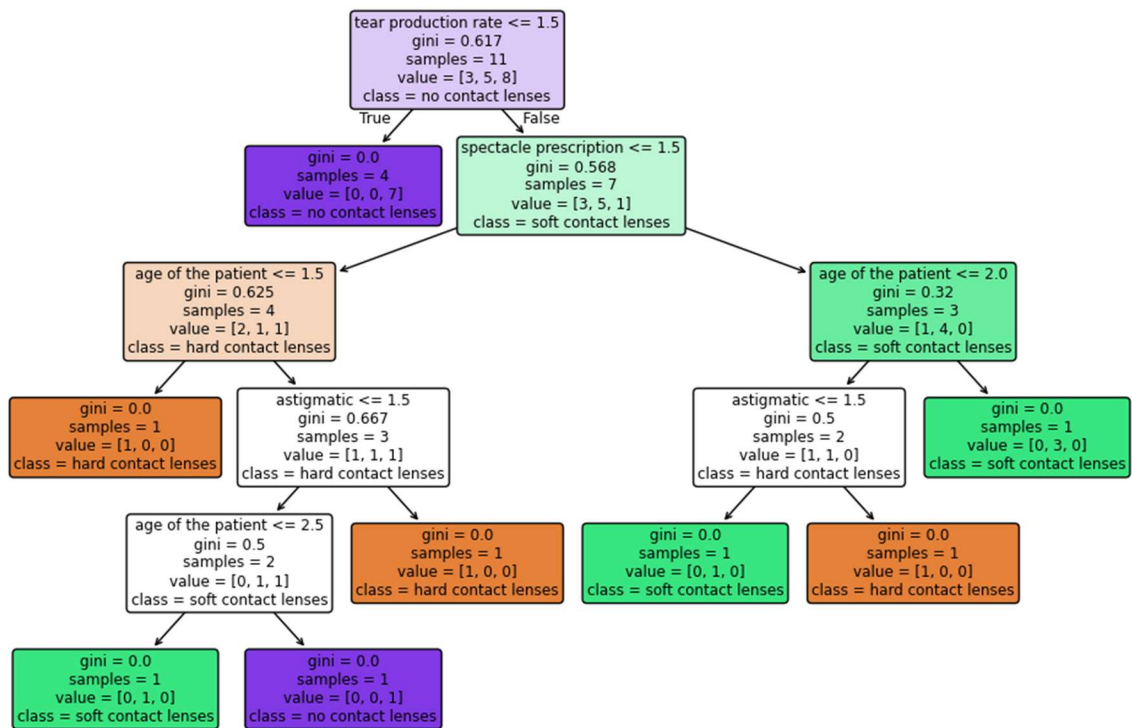 tear production rate <= 1.5
gini = 0.617
samples = 11
value = [3, 5, 8]
class = no contact lenses
True
False
gini = 0.0
samples = 4
value = [0, 0, 7]
class = no contact lenses
spectacle prescription <= 1.5
gini = 0.568
samples = 7
value = [3, 5, 1]
class = soft contact lenses
age of the patient <= 1.5
gini = 0.625
samples = 4
value = [2, 1, 1]
class = hard contact lenses
age of the patient <= 2.0
gini = 0.32
samples = 3
value = [1, 4, 0]
class = soft contact lenses
gini = 0.0
samples = 1
value = [1, 0, 0]
class = hard contact lenses
astigmatic <= 1.5
gini = 0.667
samples = 3
value = [1, 1, 1]
class = hard contact lenses
astigmatic <= 1.5
gini = 0.5
samples = 2
value = [1, 1, 0]
class = hard contact lenses
gini = 0.0
samples = 1
value = [0, 3, 0]
class = soft contact lenses
age of the patient <= 2.5
gini = 0.5
samples = 2
value = [0, 1, 1]
class = soft contact lenses
gini = 0.0
samples = 1
value = [1, 0, 0]
class = hard contact lenses
gini = 0.0
samples = 1
value = [0, 1, 0]
class = soft contact lenses
gini = 0.0
samples = 1
value = [1, 0, 0]
class = hard contact lenses
gini = 0.0
samples = 1
value = [0, 1, 0]
class = soft contact lenses
gini = 0.0
samples = 1
value = [0, 0, 1]
class = no contact lenses